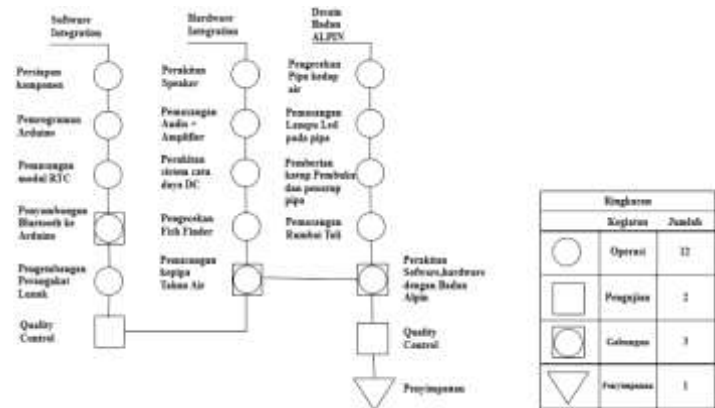 Software
Integration
Persiapan
komponen
Pemrograman
Arduino
Pemasangan
modul RTC
Penyambungan
Bluetooth ke
Arduino
Pengembangan
Perangakat
Lunak
Quality
Control
Hardware
Integration
Perakitan
Speaker
Pemasangan
Audio +
Amplifier
Perakitan
sistem catu
daya DC
Pengecekan
Fish Finder
Pemasangan
kepipa
Tahan Air
Desain
Badan
ALPIN
Pengecekan
Pipa kedap
air
Pemasangan
Lampu Led
pada pipa
Pemberian
katup Pembuka
dan penutup
pipa
Pemasangan
Rumbai Tali
Perakitan
Sofware,hardware
dengan Badan
Alpin
Quality
Control
Penyimpanan
Ringkasan
Kegiatan Jumlah
Operasi 12
Pengujian 2
Gabungan 3
Penyimpanan 1